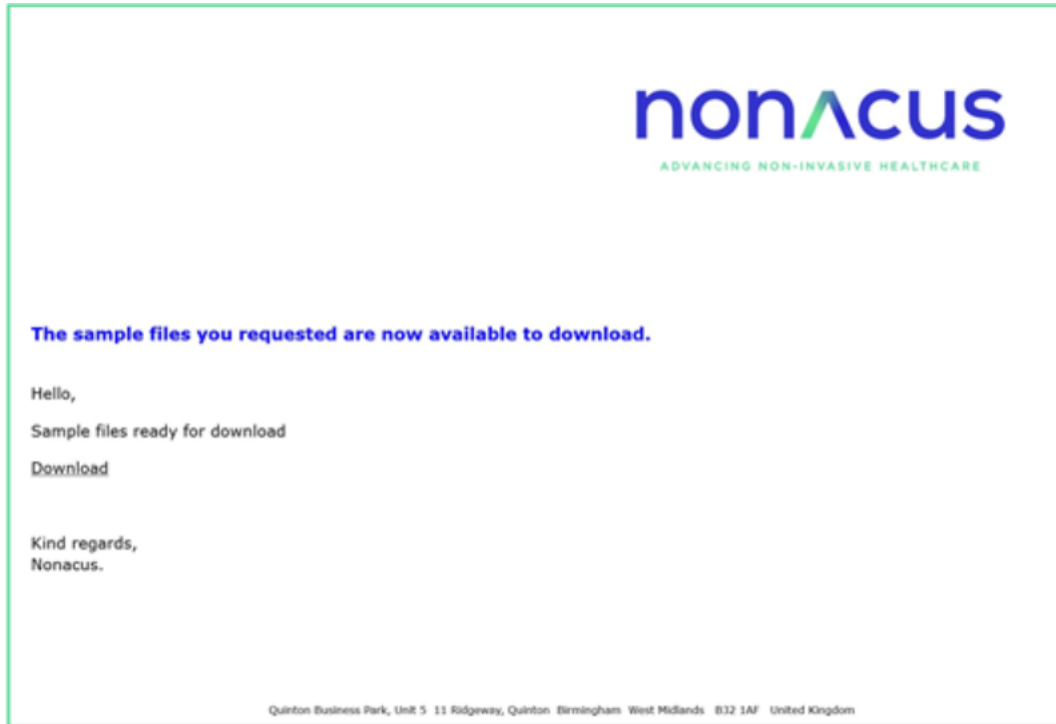 nonacus
ADVANCING NON-INVASIVE HEALTHCARE
The sample files you requested are now available to download.
Hello,
Sample files ready for download
Download
Kind regards,
Nonacus.
Quinton Business Park, Unit 5 11 Ridgeway, Quinton Birmingham West Midlands B32 1AF United Kingdom